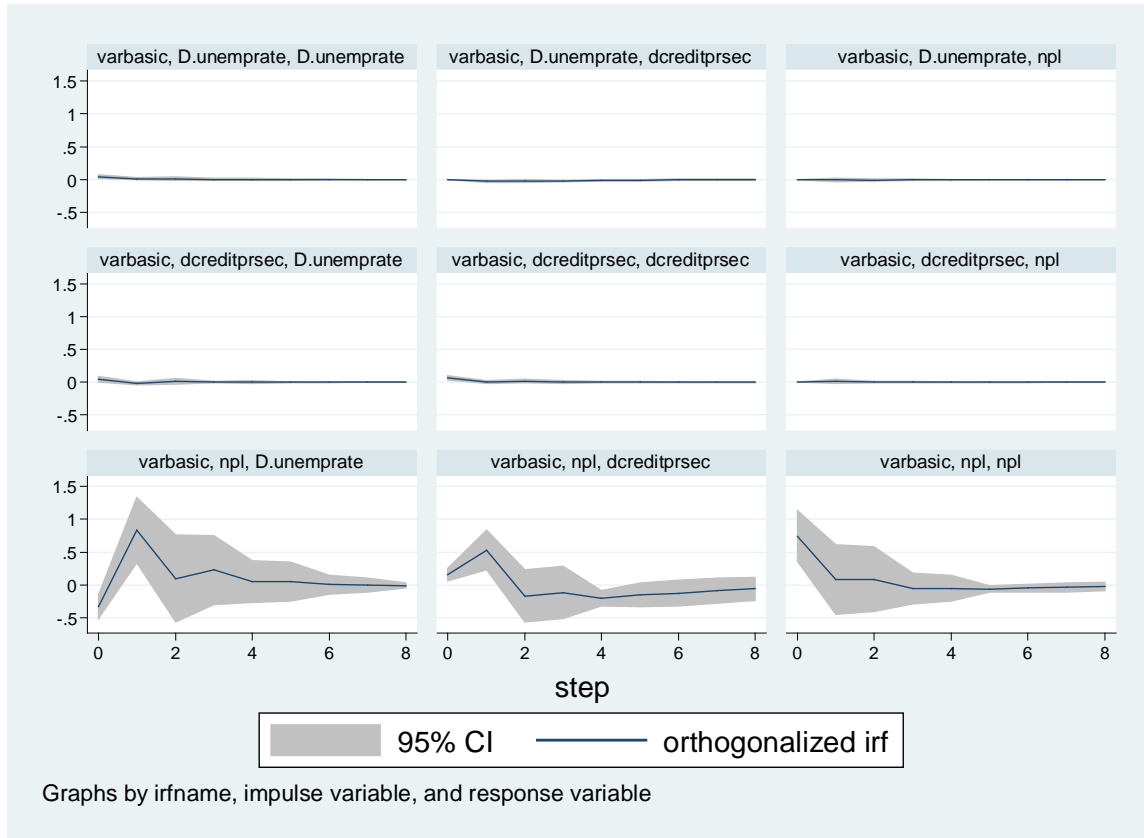 varbasic, D.unemprate, D.unemprate
varbasic, D.unemprate, dcreditprsec
varbasic, D.unemprate, npl
1.5
1
.5
0
-.5
varbasic, dcreditprsec, D.unemprate
varbasic, dcreditprsec, dcreditprsec
varbasic, dcreditprsec, npl
1.5
1
.5
0
-.5
varbasic, npl, D.unemprate
varbasic, npl, dcreditprsec
varbasic, npl, npl
1.5
1
.5
0
-.5
0 2 4 6 8
0 2 4 6 8
0 2 4 6 8
step
95% CI
orthogonalized irf
Graphs by irfname, impulse variable, and response variable